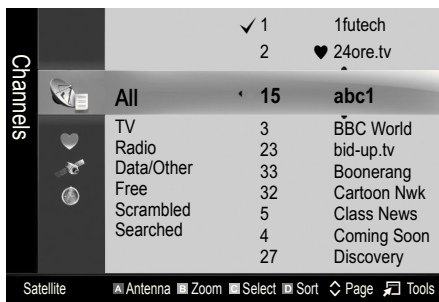 Channels
1 1futech
2 24ore.tv
All 15 abc1
TV 3 BBC World
Radio 23 bid-up.tv
Data/Other 33 Boonerang
Free 32 Cartoon Nwk
Scrambled 5 Class News
Searched 4 Coming Soon
27 Discovery
Satellite A Antenna B Zoom C Select D Sort Page Tools